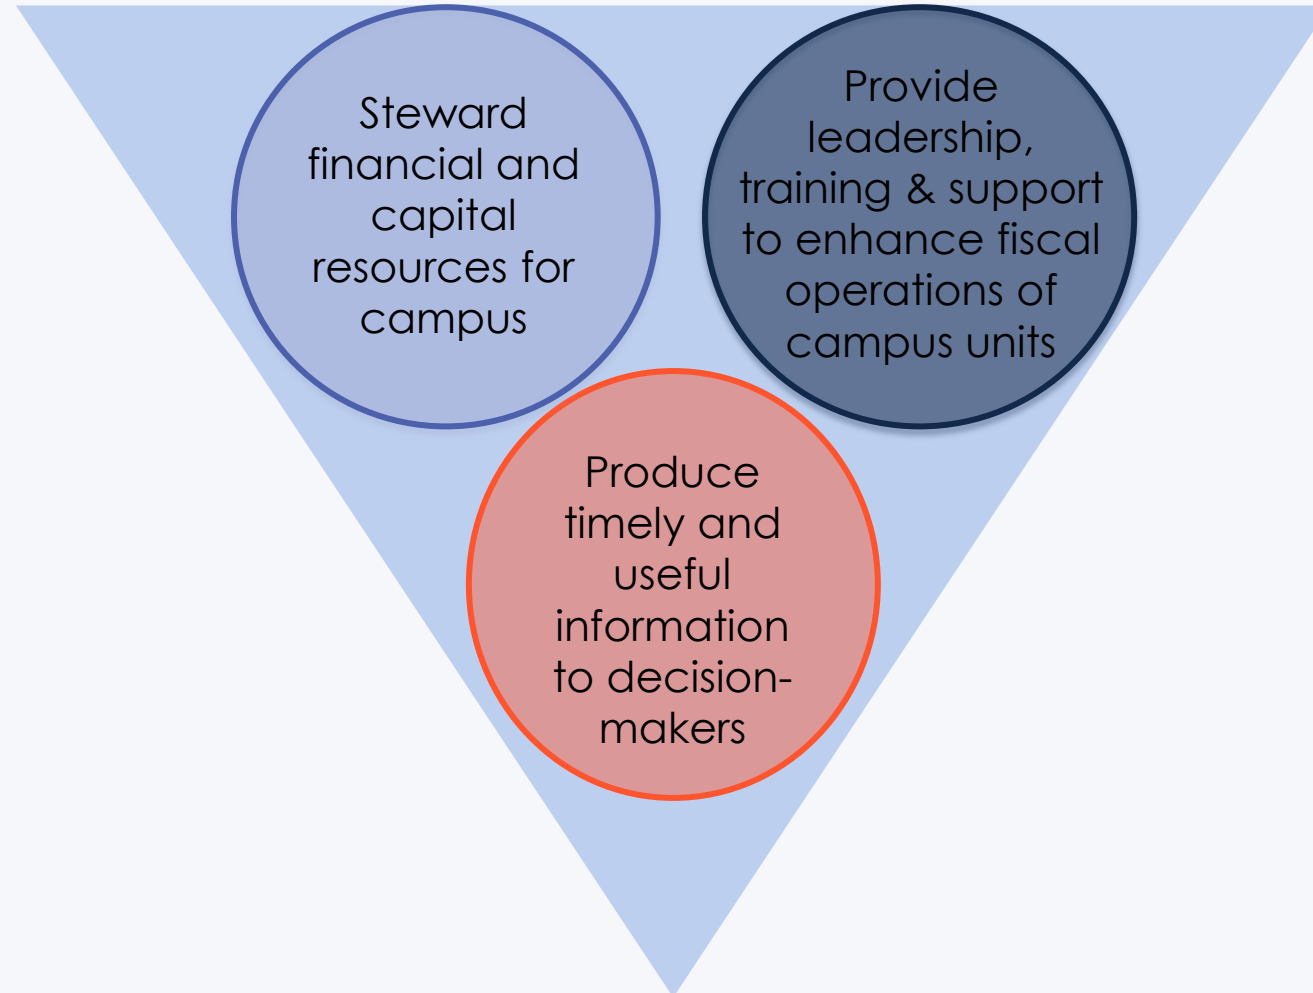 Steward
financial and
capital
resources for
campus
Provide
leadership,
training & support
to enhance fiscal
operations of
campus units
Produce
timely and
useful
information
to decision-
makers